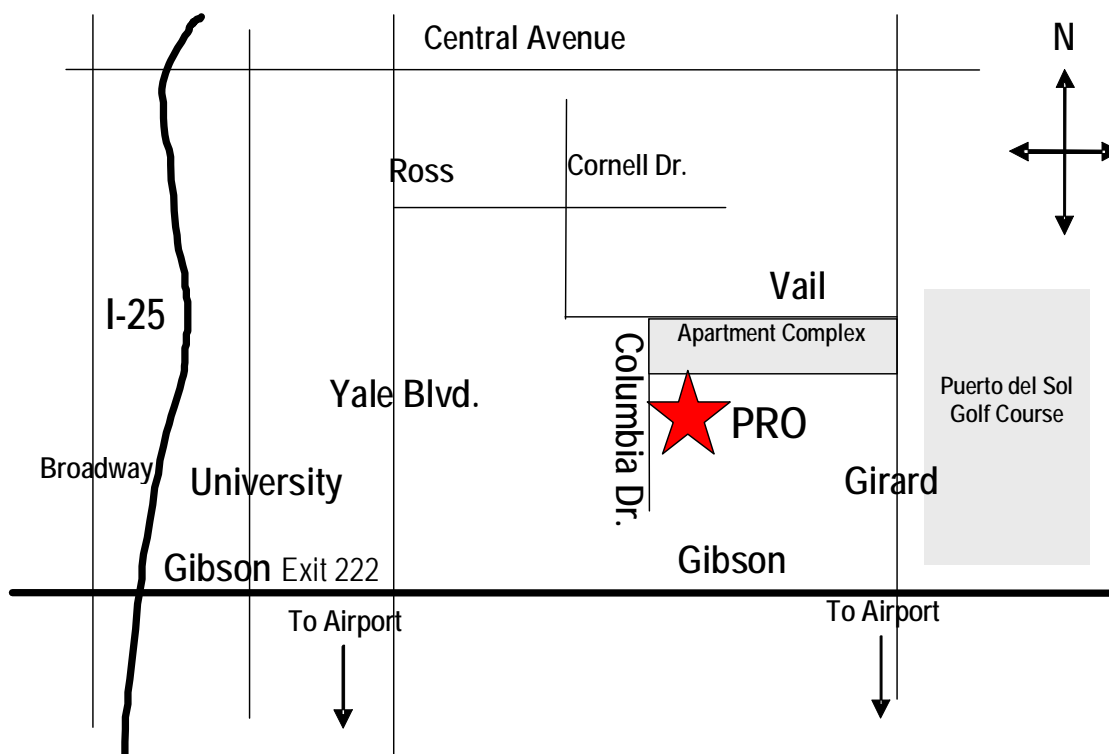 Central Avenue
N
Ross
Cornell Dr.
Vail
I-25
Apartment Complex
Columbia Dr.
Yale Blvd.
Puerto del Sol
Golf Course
PRO
Broadway
University
Girard
Gibson Exit 222
Gibson
To Airport
To Airport